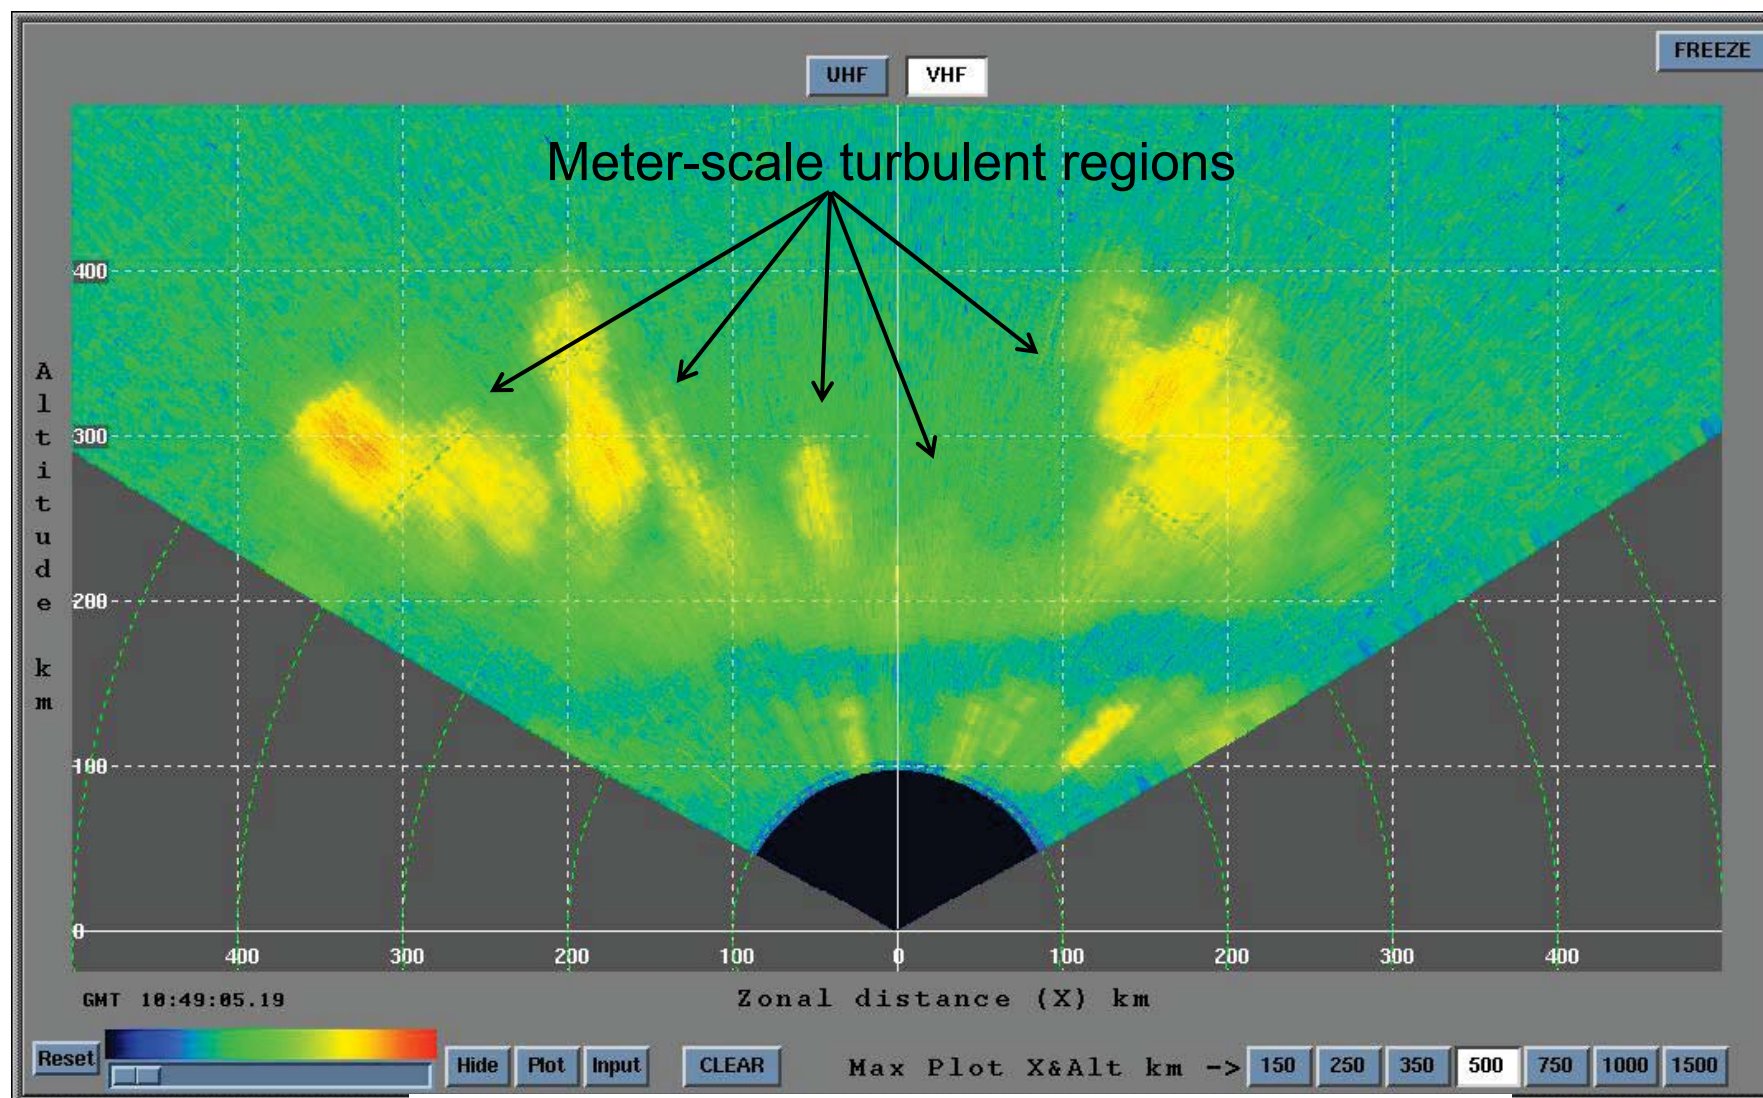 FREEZE
UHF VHF
Meter-scale turbulent regions
400
300
200
100
0
Altitude km
400 300 200 100 0 100 200 300 400
GMT 10:49:05.19
Zonal distance (X) km
Reset Hide Plot Input CLEAR Max Plot X&Alt km -> 150 250 350 500 750 1000 1500